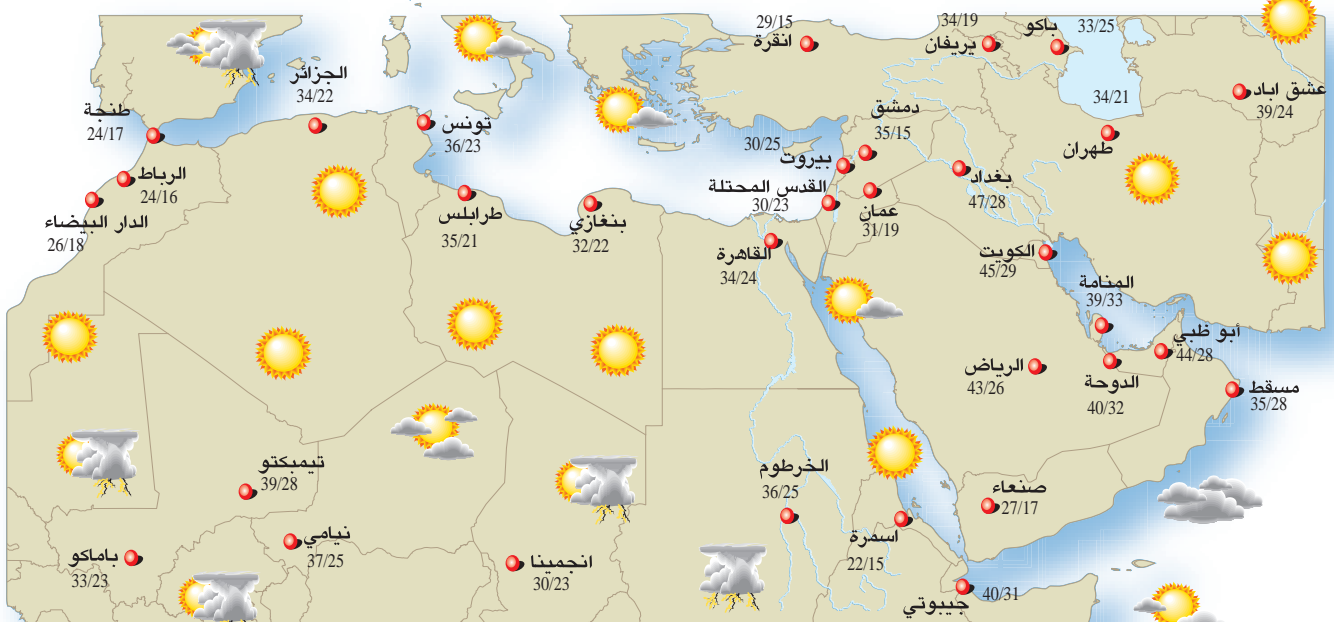 29/15
انقرة
34/19
يريفان
باكو
33/25
عشق اباد
39/24
34/21
طهران
الجزائر
34/22
طنجة
24/17
تونس
36/23
دمشق
35/15
30/25
بيروت
بغداد
47/28
الرباط
24/16
الدار البيضاء
26/18
طرابلس
35/21
بنغازي
32/22
القدس المحتلة
30/23
عمان
31/19
القاهرة
34/24
الكويت
45/29
المنامة
39/33
أبو ظبي
44/28
الرياض
43/26
الدوحة
40/32
مسقط
35/28
تيمبكتو
39/28
الخرطوم
36/25
صنعاء
27/17
اسمرة
22/15
نيامي
37/25
باماكو
33/23
انجمينا
30/23
جيبوتي
40/31